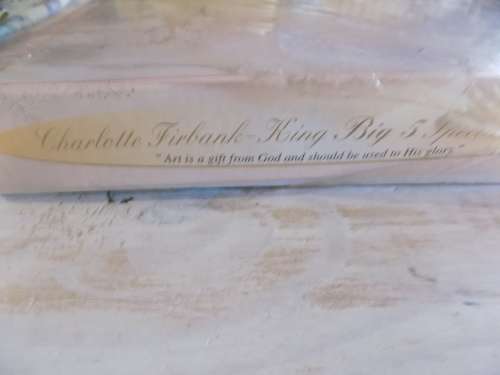 Charlotte Firbank-King Big 5
"Art is a gift from God and should be used to His glory."